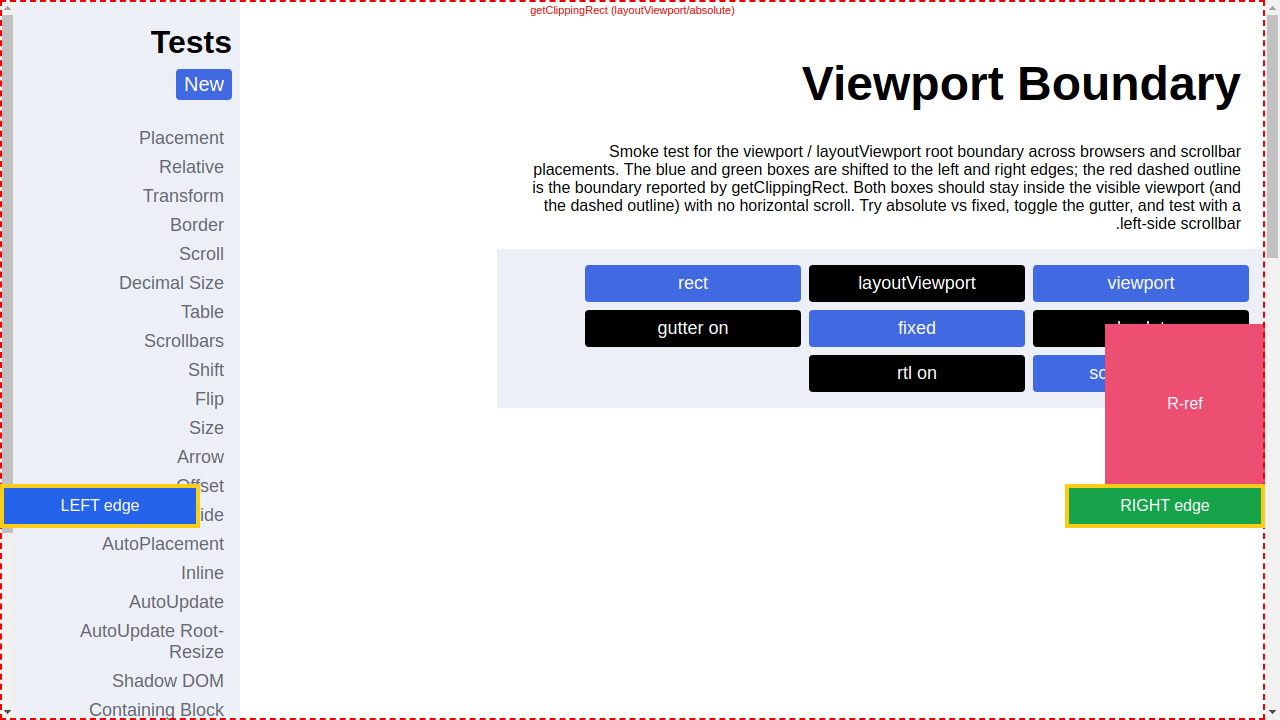 getClippingRect (layoutViewport/absolute)
Tests
New
Placement
Relative
Transform
Border
Scroll
Decimal Size
Table
Scrollbars
Shift
Flip
Size
Arrow
Offset
AutoPlacement
Inline
AutoUpdate
AutoUpdate Root-
Resize
Shadow DOM
Containing Block
LEFT edge
Viewport Boundary
Smoke test for the viewport / layoutViewport root boundary across browsers and scrollbar
placements. The blue and green boxes are shifted to the left and right edges; the red dashed outline
is the boundary reported by getClippingRect. Both boxes should stay inside the visible viewport (and
the dashed outline) with no horizontal scroll. Try absolute vs fixed, toggle the gutter, and test with a
.left-side scrollbar
rect layoutViewport viewport
gutter on fixed
rtl on
R-ref
RIGHT edge